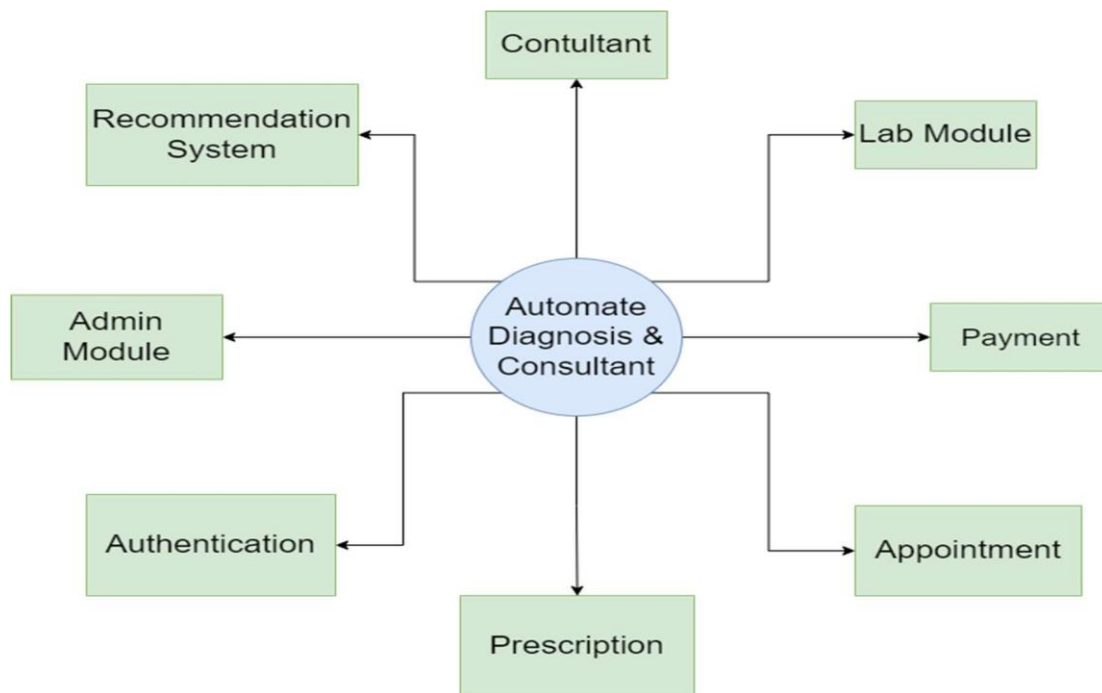 Contultant
Recommendation
System
Lab Module
Automate
Diagnosis &
Consultant
Admin
Module
Payment
Authentication
Appointment
Prescription